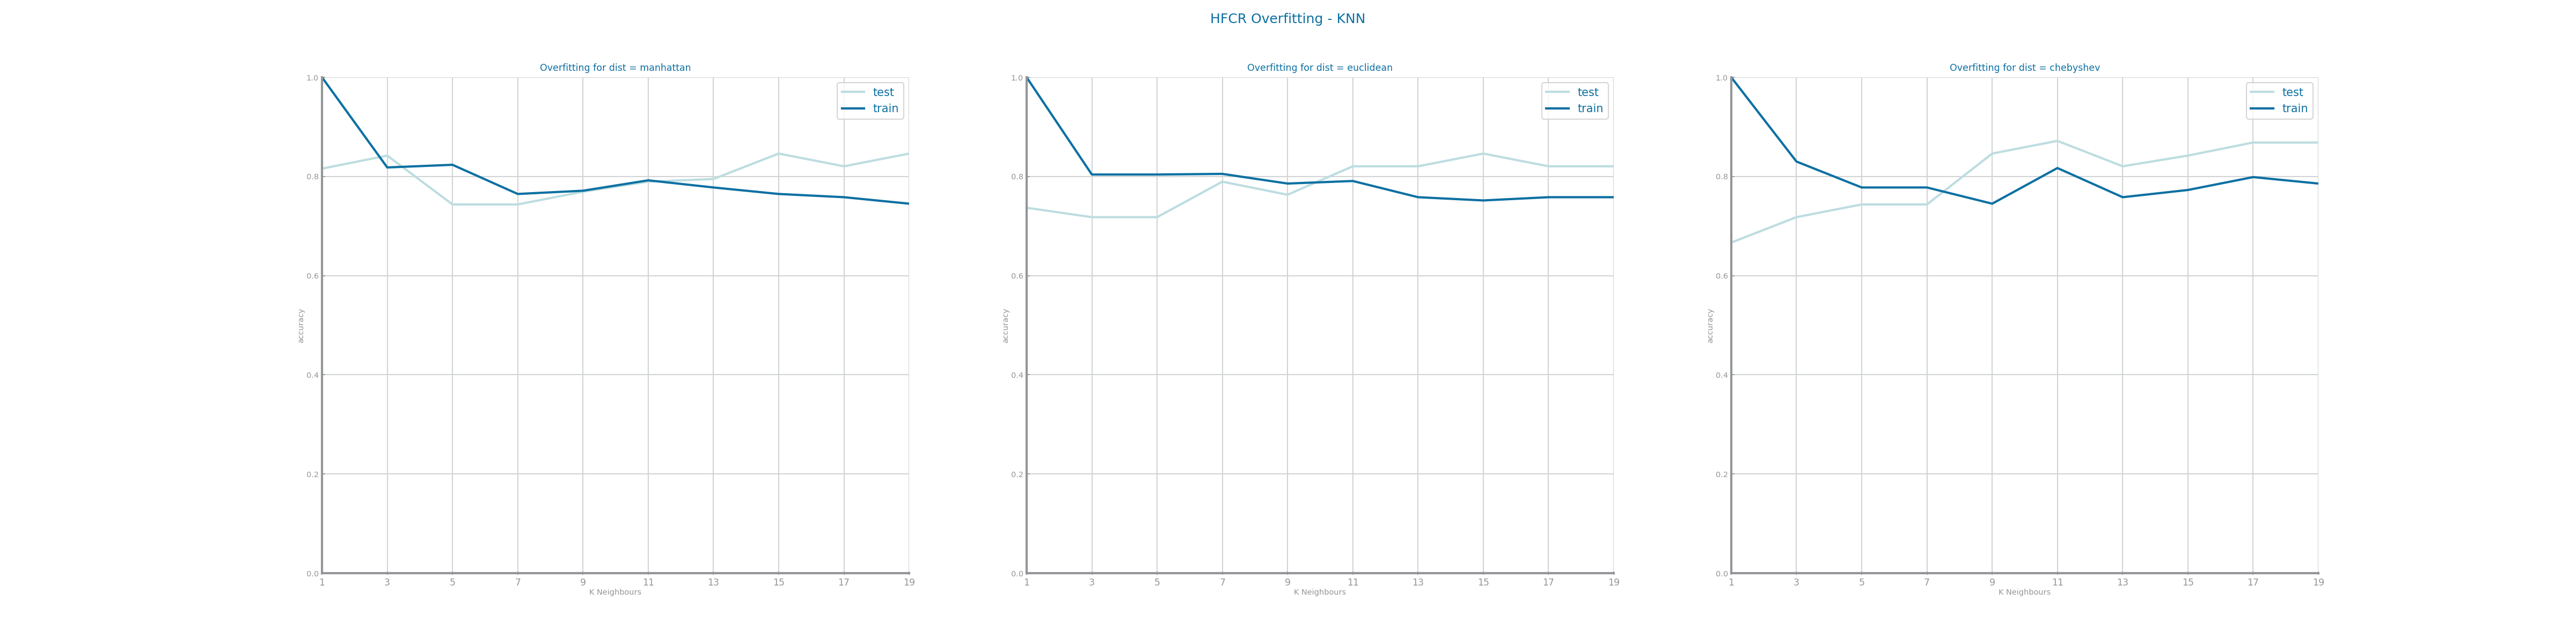 HFCR Overfitting - KNN
Overfitting for dist = manhattan
1.0
0.8
0.6
0.4
0.2
0.0
accuracy
test
train
1 3 5 7 9 11 13 15 17 19
K Neighbours
Overfitting for dist = euclidean
1.0
0.8
0.6
0.4
0.2
0.0
accuracy
test
train
1 3 5 7 9 11 13 15 17 19
K Neighbours
Overfitting for dist = chebyshev
1.0
0.8
0.6
0.4
0.2
0.0
accuracy
test
train
1 3 5 7 9 11 13 15 17 19
K Neighbours